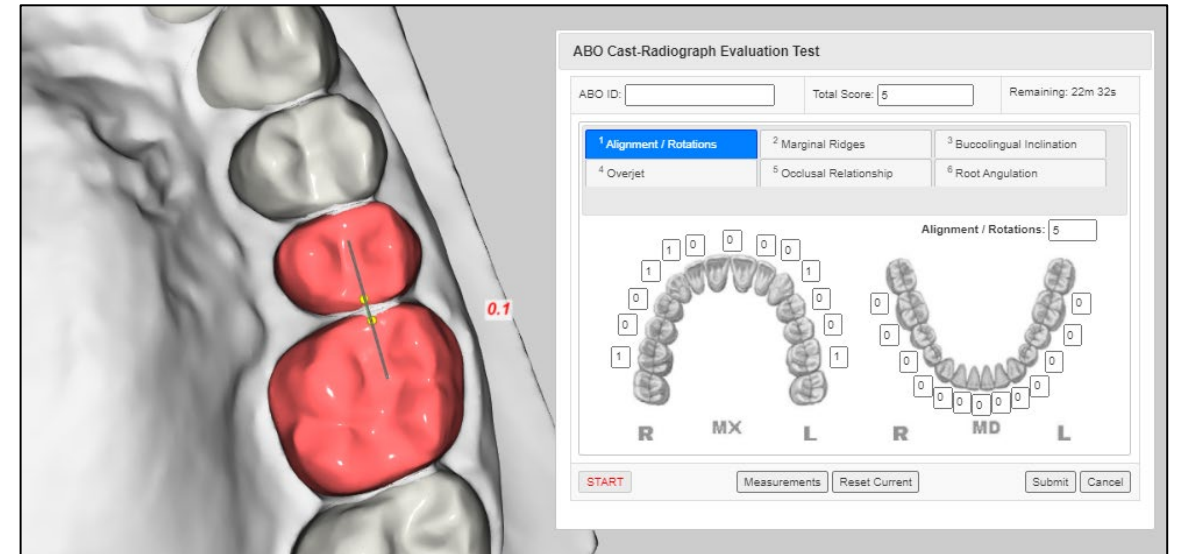 0.1
ABO Cast-Radiograph Evaluation Test
ABO ID: Total Score: 5 Remaining: 22m 32s
1 Alignment / Rotations 2 Marginal Ridges 3 Buccolingual Inclination
4 Overjet 5 Occlusal Relationship 6 Root Angulation
Alignment / Rotations: 5
1 0 0 0 0
1 1
0 0 0 0
0 0 0 0
1 1 0 0
0 0 0 0 0 0 0
R MX L R MD L
START Measurements Reset Current Submit Cancel